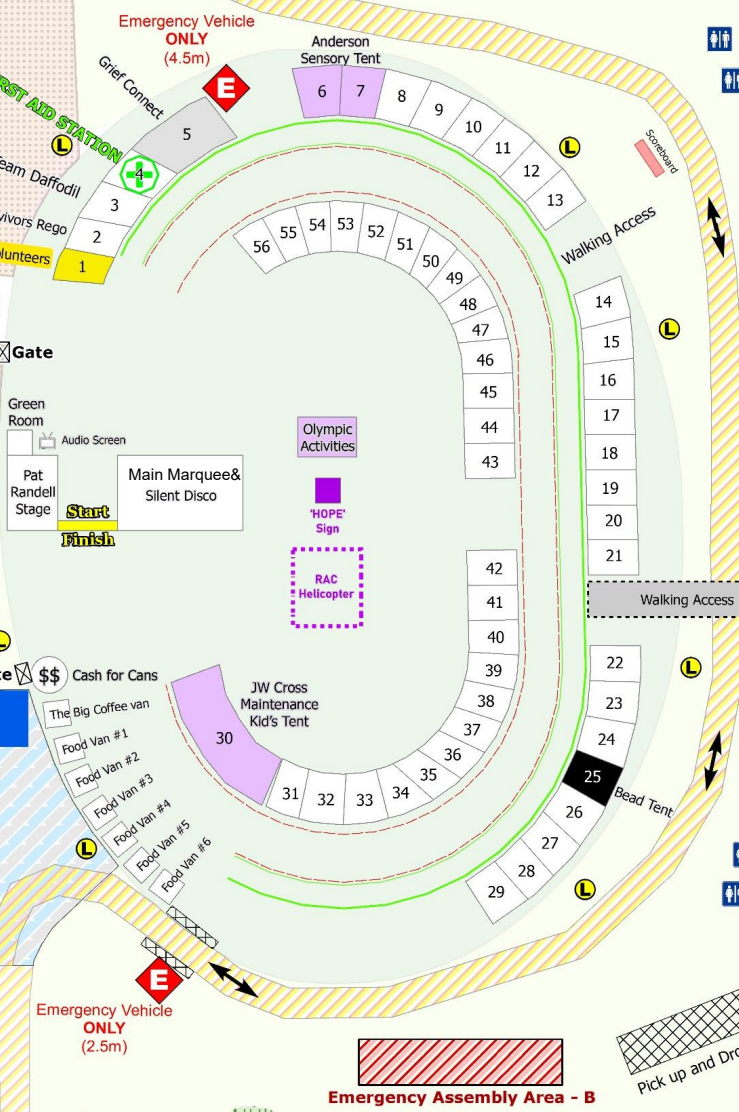 Emergency Vehicle
ONLY
(4.5m)
E
Anderson
Sensory Tent
Grief Connect
FIRST AID STATION
Team Daffodil
vivors Rego
olunteers
L
1
2
3
4
5
6
7
8
9
10
11
12
13
L
Scoreboard
Walking Access
14
15
16
17
18
19
20
21
L
56
55
54
53
52
51
50
49
48
47
46
45
44
43
Gate
Green
Room
Audio Screen
Pat
Randell
Stage
Main Marquee&
Silent Disco
Start
Finish
Olympic
Activities
'HOPE'
Sign
RAC
Helicopter
42
41
40
39
38
37
36
35
34
33
32
31
30
Walking Access
L
te
$$
Cash for Cans
JW Cross
Maintenance
Kid's Tent
The Big Coffee van
Food Van #1
Food Van #2
Food Van #3
Food Van #4
Food Van #5
Food Van #6
L
22
23
24
25
26
27
28
29
L
Bead Tent
L
E
Emergency Vehicle
ONLY
(2.5m)
Emergency Assembly Area - B
Pick up and Dro